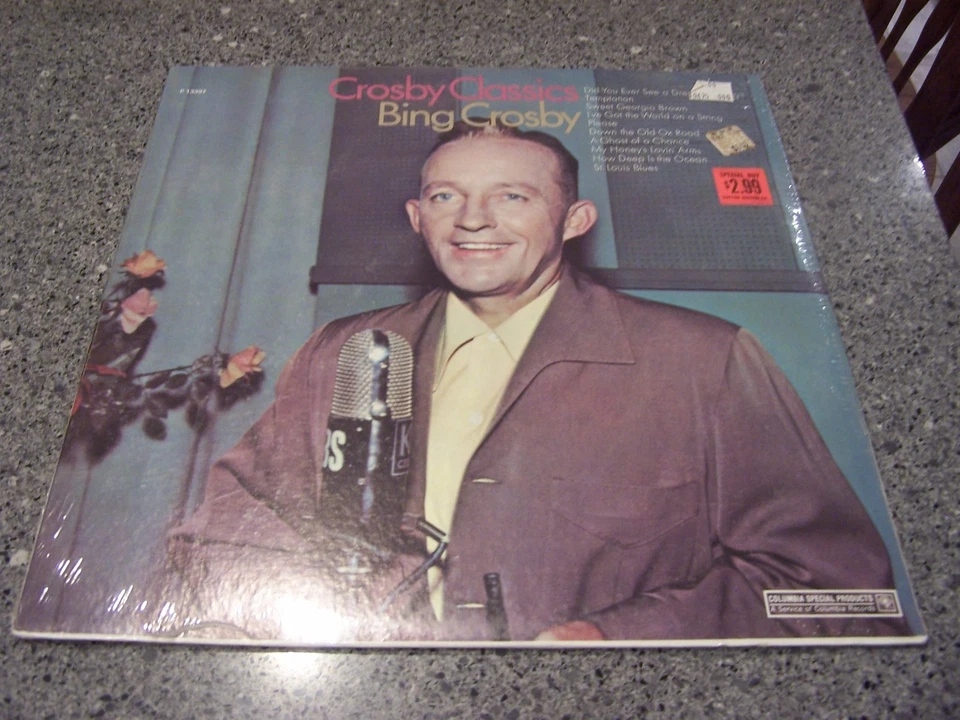 P 13207
Crosby Classics
Bing Crosby
Did You Ever See a
Temptation
Sweet Georgia Brown
I've Got the World on a String
Please
Down the Old Ox Road
A Ghost of a Chance
My Honey's Lovin Arms
How Deep Is the Ocean
St. Louis Blues
SPECIAL BUY
$2.99
BS
K
COLUMBIA SPECIAL PRODUCTS
A Service of Columbia Records